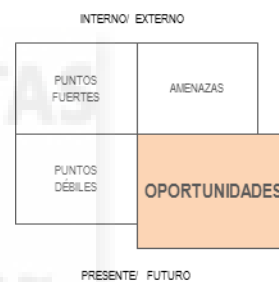 INTERNO/ EXTERNO
PUNTOS
FUERTES
AMENAZAS
PUNTOS
DÉBILES
OPORTUNIDADES
PRESENTE/ FUTURO